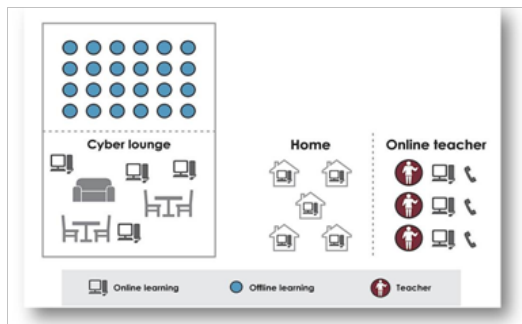 Cyber lounge
Home
Online teacher
Online learning
Offline learning
Teacher